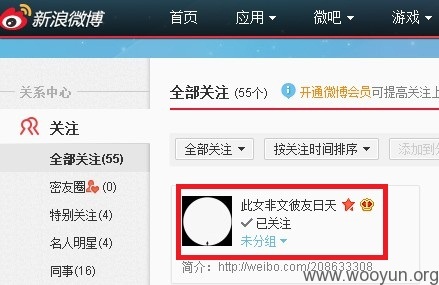 新浪微博
首页
应用
微吧
游戏
关系中心
全部关注 (55个)
开通微博会员可提高关注上
关注
全部关注(55)
全部关注
按关注时间排序
添加到分
密友圈 (0)
特别关注(4)
名人明星(4)
同事(16)
此女非文彼友日天
已关注
未分组
简介：http://weibo.com/208633308
www.wooyun.org